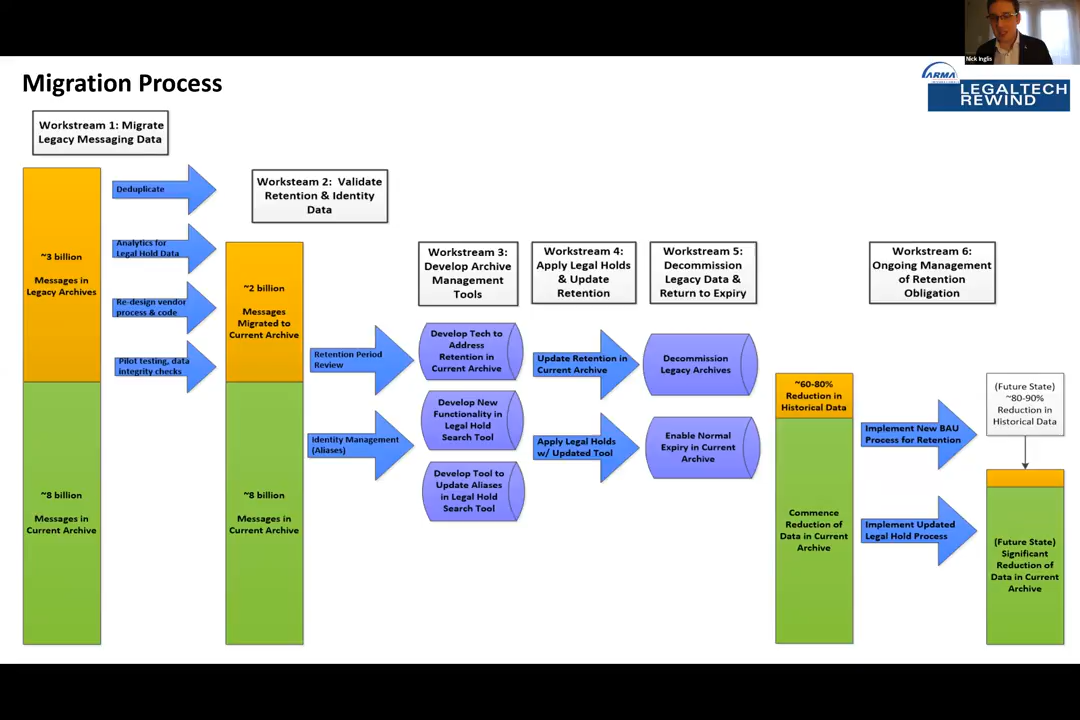 Nick Inglis
ARMA
LEGALTECH
REWIND
Migration Process
Workstream 1: Migrate
Legacy Messaging Data
~3 billion
Messages in
Legacy Archives
~8 billion
Messages in
Current Archive
Deduplicate
Analytics for
Legal Hold Data
Re-design vendor
process & code
Pilot testing, data
integrity checks
Worksteam 2: Validate
Retention & Identity
Data
~2 billion
Messages
Migrated to
Current Archive
~8 billion
Messages in
Current Archive
Retention Period
Review
Identity Management
(Aliases)
Workstream 3:
Develop Archive
Management
Tools
Develop Tech to
Address
Retention in
Current Archive
Develop New
Functionality in
Legal Hold
Search Tool
Develop Tool to
Update Aliases
in Legal Hold
Search Tool
Workstream 4:
Apply Legal Holds
& Update
Retention
Update Retention in
Current Archive
Apply Legal Holds
w/ Updated Tool
Workstream 5:
Decommission
Legacy Data &
Return to Expiry
Decommission
Legacy Archives
Enable Normal
Expiry in Current
Archive
~60-80%
Reduction in
Historical Data
Commence
Reduction of
Data in Current
Archive
Workstream 6:
Ongoing Management
of Retention
Obligation
Implement New BAU
Process for Retention
Implement Updated
Legal Hold Process
(Future State)
~80-90%
Reduction in
Historical Data
(Future State)
Significant
Reduction of
Data in Current
Archive